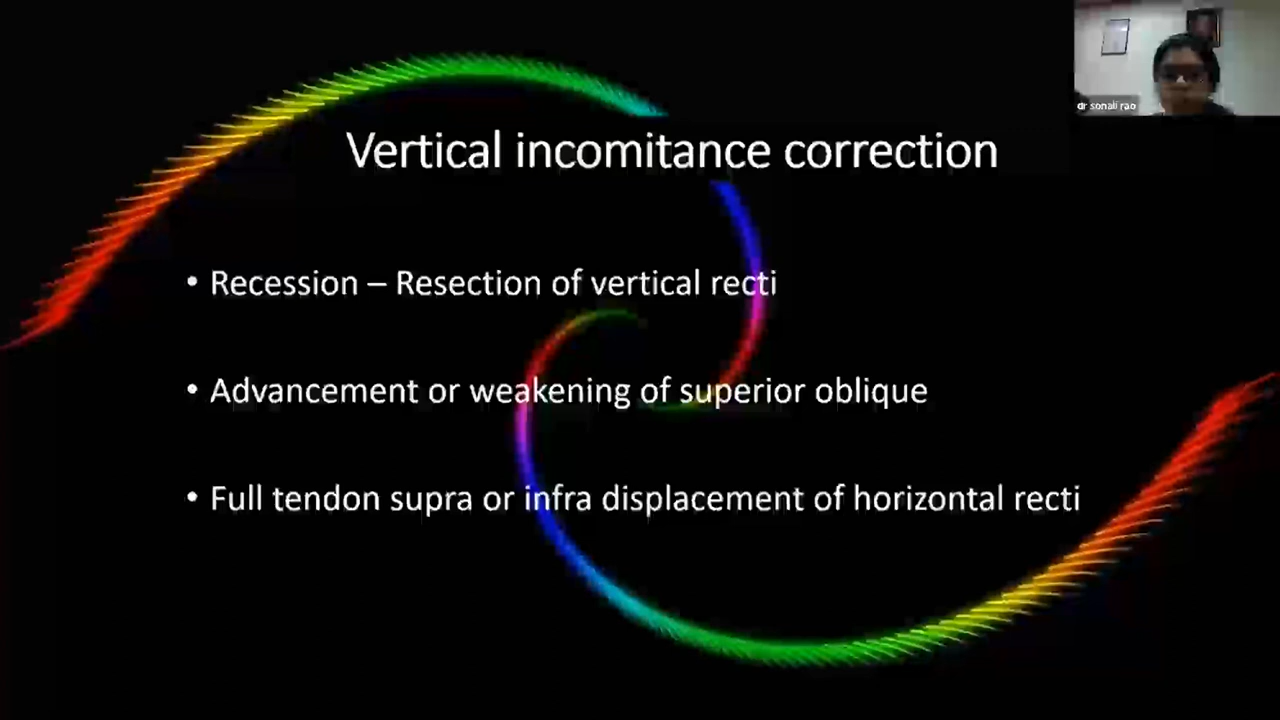 dr sonali rao
Vertical incomitance correction
• Recession – Resection of vertical recti
• Advancement or weakening of superior oblique
• Full tendon supra or infra displacement of horizontal recti